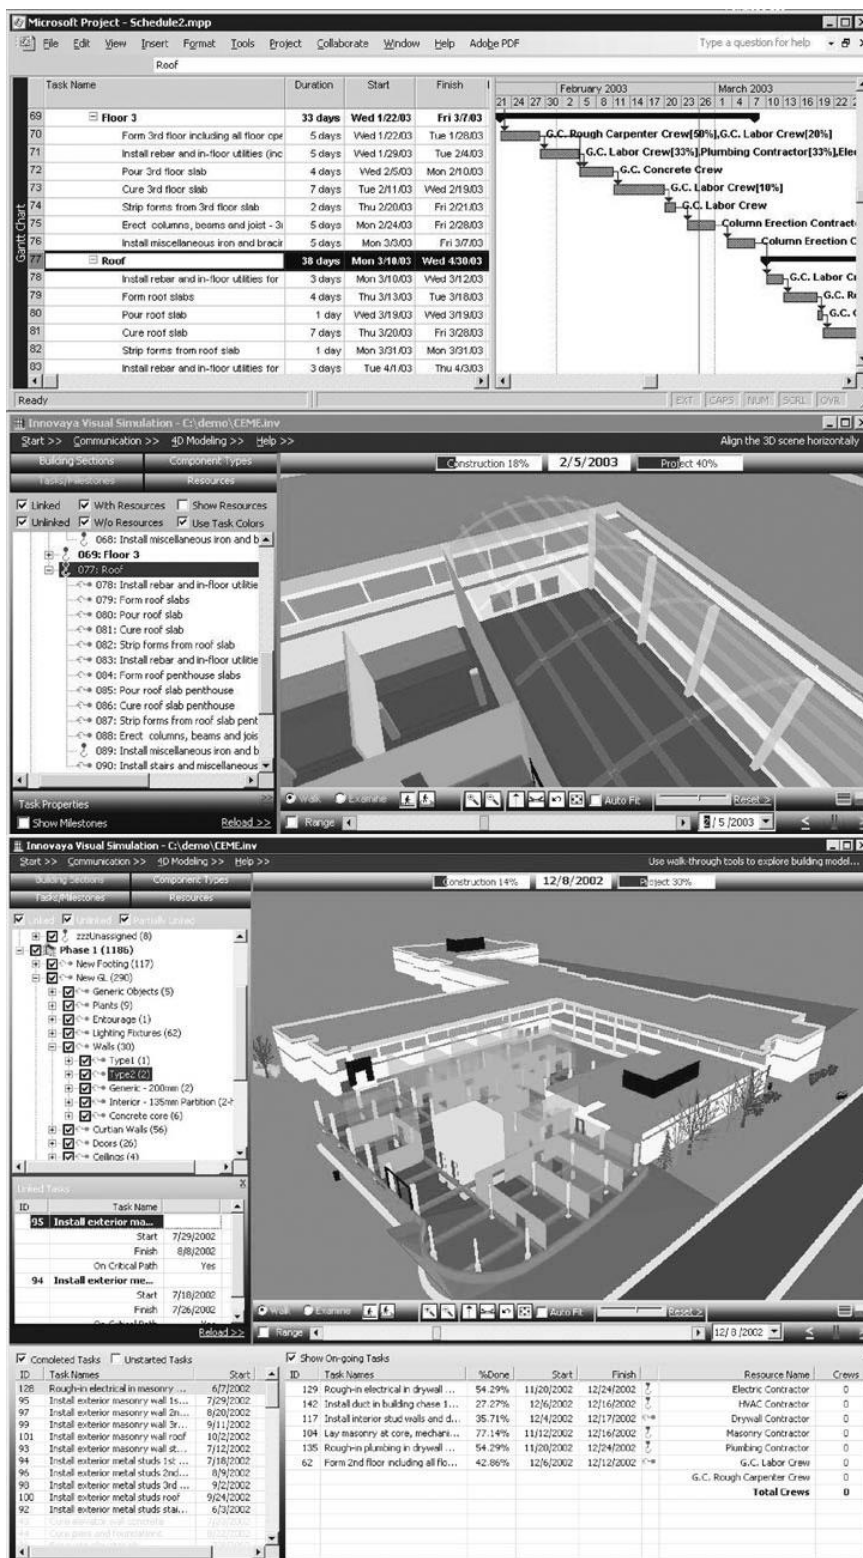 Microsoft Project - Schedule2.mpp
File Edit View Insert Format Tools Project Collaborate Window Help Adobe PDF Type a question for help
Roof
Task Name Duration Start Finish February 2003 March 2003
21 24 27 30 2 5 8 11 14 17 20 23 26 1 4 7 10 13 16 19 22
69 Floor 3 33 days Wed 1/22/03 Fri 3/7/03
70 Form 3rd floor including all floor ope 5 days Wed 1/22/03 Tue 1/28/03 G.C. Rough Carpenter Crew[50%],G.C. Labor Crew[20%]
71 Install rebar and in-floor utilities (inc 5 days Wed 1/29/03 Tue 2/4/03 G.C. Labor Crew[33%],Plumbing Contractor[33%],Elec
72 Pour 3rd floor slab 4 days Wed 2/5/03 Mon 2/10/03 G.C. Concrete Crew
73 Cure 3rd floor slab 7 days Tue 2/11/03 Wed 2/19/03 G.C. Labor Crew[10%]
74 Strip forms from 3rd floor slab 2 days Thu 2/20/03 Fri 2/21/03 G.C. Labor Crew
75 Erect columns, beams and joist - 3 5 days Mon 2/24/03 Fri 2/28/03 Column Erection Contracto
76 Install miscellaneous iron and bracin 5 days Mon 3/3/03 Fri 3/7/03 Column Erection C
77 Roof 38 days Mon 3/10/03 Wed 4/30/03
78 Install rebar and in-floor utilities for 3 days Mon 3/10/03 Wed 3/12/03 G.C. Labor Cr
79 Form roof slabs 4 days Thu 3/13/03 Tue 3/18/03 G.C. R
80 Pour roof slab 1 day Wed 3/19/03 Wed 3/19/03 G.C.
81 Cure roof slab 7 days Thu 3/20/03 Fri 3/28/03
82 Strip forms from roof slab 1 day Mon 3/31/03 Mon 3/31/03
83 Install rebar and in-floor utilities for 3 days Tue 4/1/03 Thu 4/3/03
Gantt Chart
Ready EXT CAPS NUM SCRL OVR
Innovaya Visual Simulation - C:\demo\CEME.inv
Start >> Communication >> 4D Modeling >> Help >> Align the 3D scene horizontally
Building Sections Component Types Construction 18% 2/5/2003 Project 40%
Tasks/Milestones Resources
Linked With Resources Show Resources
Unlinked W/o Resources Use Task Colors
068: Install miscellaneous iron and b
069: Floor 3
077: Roof
078: Install rebar and in-floor utilitie
079: Form roof slabs
080: Pour roof slab
081: Cure roof slab
082: Strip forms from roof slab
083: Install rebar and in-floor utilitie
084: Form roof penthouse slabs
085: Pour roof slab penthouse
086: Cure roof slab penthouse
087: Strip forms from roof slab pent
088: Erect columns, beams and jois
089: Install miscellaneous iron and b
090: Install stairs and miscellaneous
Task Properties Walk Examine Auto Fit Reset >
Show Milestones Reload >> Range 2/ 5 /2003
Innovaya Visual Simulation - C:\demo\CEME.inv
Start >> Communication >> 4D Modeling >> Help >> Use walk-through tools to explore building model...
Building Sections Component Types Construction 14% 12/8/2002 Project 30%
Tasks/Milestones Resources
Linked Unlinked Partially Linked
zzzUnassigned (8)
Phase 1 (1186)
New Footing (117)
New GL (290)
Generic Objects (5)
Plants (9)
Entourage (1)
Lighting Fixtures (62)
Walls (30)
Type1 (1)
Type2 (2)
Generic - 200mm (2)
Interior - 135mm Partition (2-h
Concrete core (6)
Curtian Walls (56)
Doors (26)
Ceilings (4)
Linked Tasks X
ID Task Name
95 Install exterior ma...
Start 7/29/2002
Finish 8/8/2002
On Critical Path Yes
94 Install exterior me...
Start 7/18/2002
Finish 7/26/2002
On Critical Path Yes
Reload >>
Walk Examine Auto Fit Reset >
Range 12/ 8 /2002
Completed Tasks Unstarted Tasks Show On-going Tasks
ID Task Names Start ID Task Names %Done Start Finish Resource Name Crews
128 Rough-in electrical in masonry ... 6/7/2002
95 Install exterior masonry wall 1s... 7/29/2002
97 Install exterior masonry wall 2n... 8/20/2002
99 Install exterior masonry wall 3r... 9/11/2002
101 Install exterior masonry wall roof 10/2/2002
93 Install exterior masonry wall st... 7/12/2002
94 Install exterior metal studs 1st ... 7/18/2002
96 Install exterior metal studs 2nd... 8/9/2002
98 Install exterior metal studs 3rd ... 9/2/2002
100 Install exterior metal studs roof 9/24/2002
92 Install exterior metal studs stai... 6/3/2002
129 Rough-in electrical in drywall ... 54.29% 11/20/2002 12/24/2002 Electric Contractor 0
142 Install duct in building chase 1... 27.27% 12/6/2002 12/16/2002 HVAC Contractor 0
117 Install interior stud walls and d... 35.71% 12/4/2002 12/17/2002 Drywall Contractor 0
104 Lay masonry at core, mechani... 77.14% 11/12/2002 12/16/2002 Masonry Contractor 0
135 Rough-in plumbing in drywall ... 54.29% 11/20/2002 12/24/2002 Plumbing Contractor 0
62 Form 2nd floor including all flo... 42.86% 12/6/2002 12/12/2002 G.C. Labor Crew 0
G.C. Rough Carpenter Crew 0
Total Crews 0